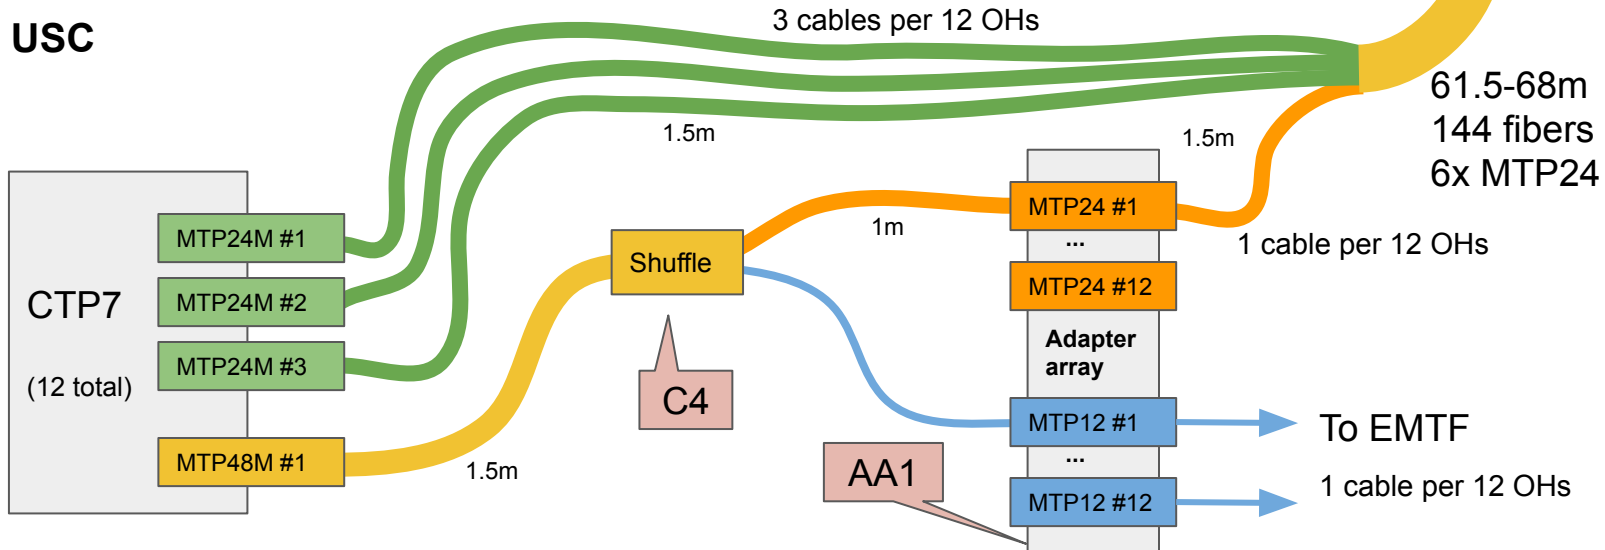 USC
3 cables per 12 OHs
61.5-68m
144 fibers
6x MTP24
1.5m
1.5m
MTP24M #1
MTP24M #2
MTP24M #3
MTP48M #1
CTP7
(12 total)
1.5m
Shuffle
C4
1m
MTP24 #1
...
MTP24 #12
Adapter
array
MTP12 #1
...
MTP12 #12
AA1
1 cable per 12 OHs
To EMTF
1 cable per 12 OHs